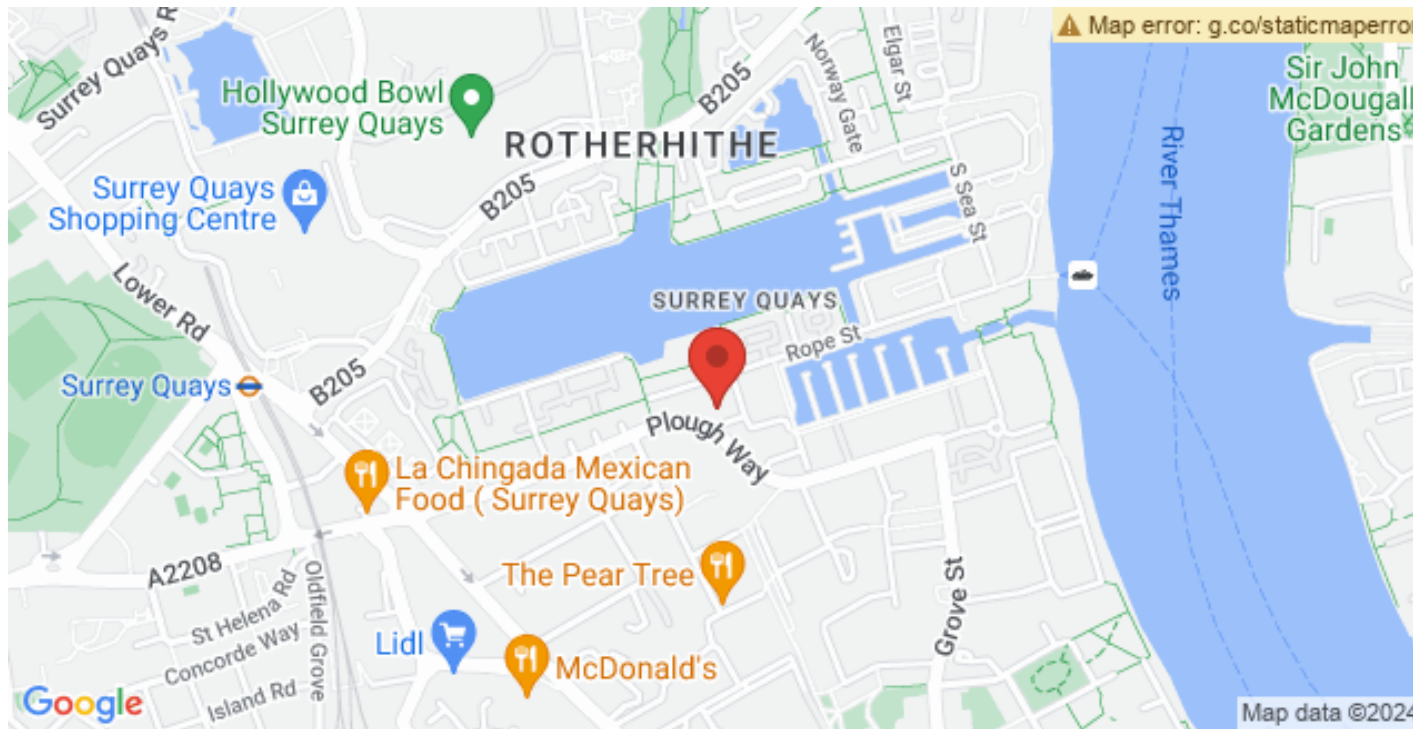 Map error: g.co/staticmaperror
Surrey Quays R
Hollywood Bowl
Surrey Quays
B205
Norway Gate
Elgar St
Sir John
McDougall
Gardens
ROTHERHITHE
River Thames
Surrey Quays
Shopping Centre
B205
S Sea St
Lower Rd
SURREY QUAYS
Rope St
Surrey Quays
B205
Plough Way
La Chingada Mexican
Food ( Surrey Quays)
A2208
The Pear Tree
Grove St
St Helena Rd
Oldfield Grove
Concorde Way
Lidl
McDonald's
Island Rd
Google
Map data ©2024